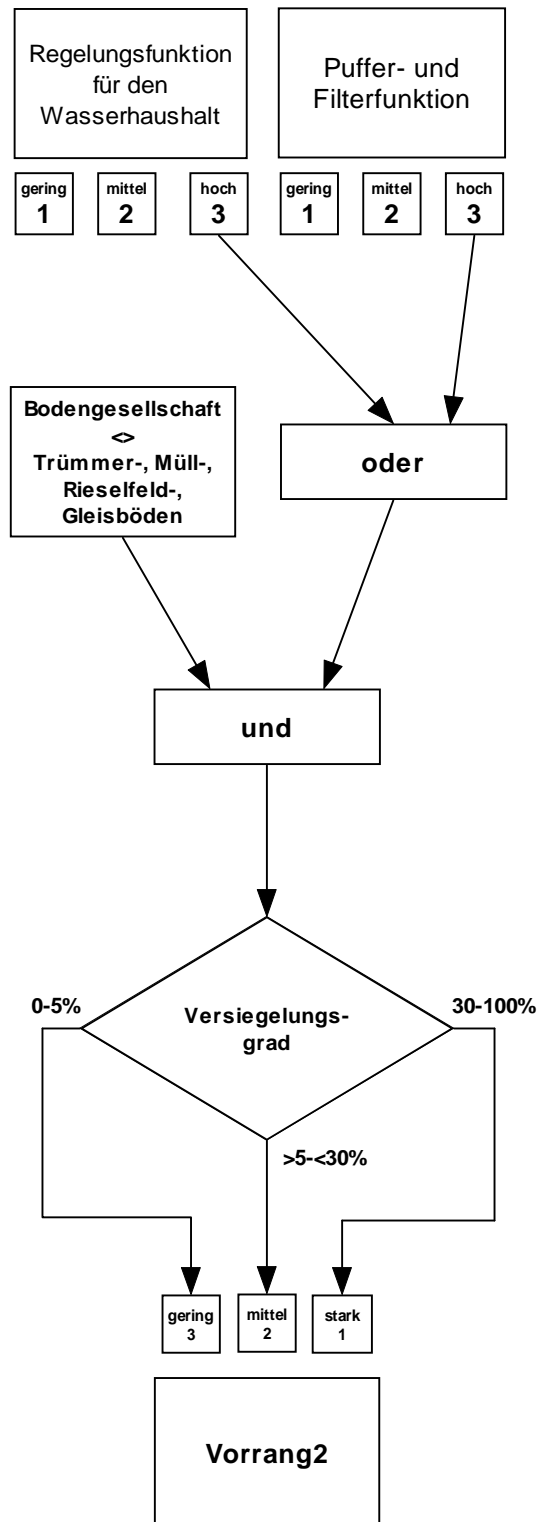 Regelungsfunktion
für den
Wasserhaushalt
Puffer- und
Filterfunktion
gering
1
mittel
2
hoch
3
gering
1
mittel
2
hoch
3
Bodengesellschaft
<>
Trümmer-, Müll-,
Rieselfeld-,
Gleisböden
oder
und
0-5%
Versiegelungs-
grad
30-100%
>5-<30%
gering
3
mittel
2
stark
1
Vorrang2